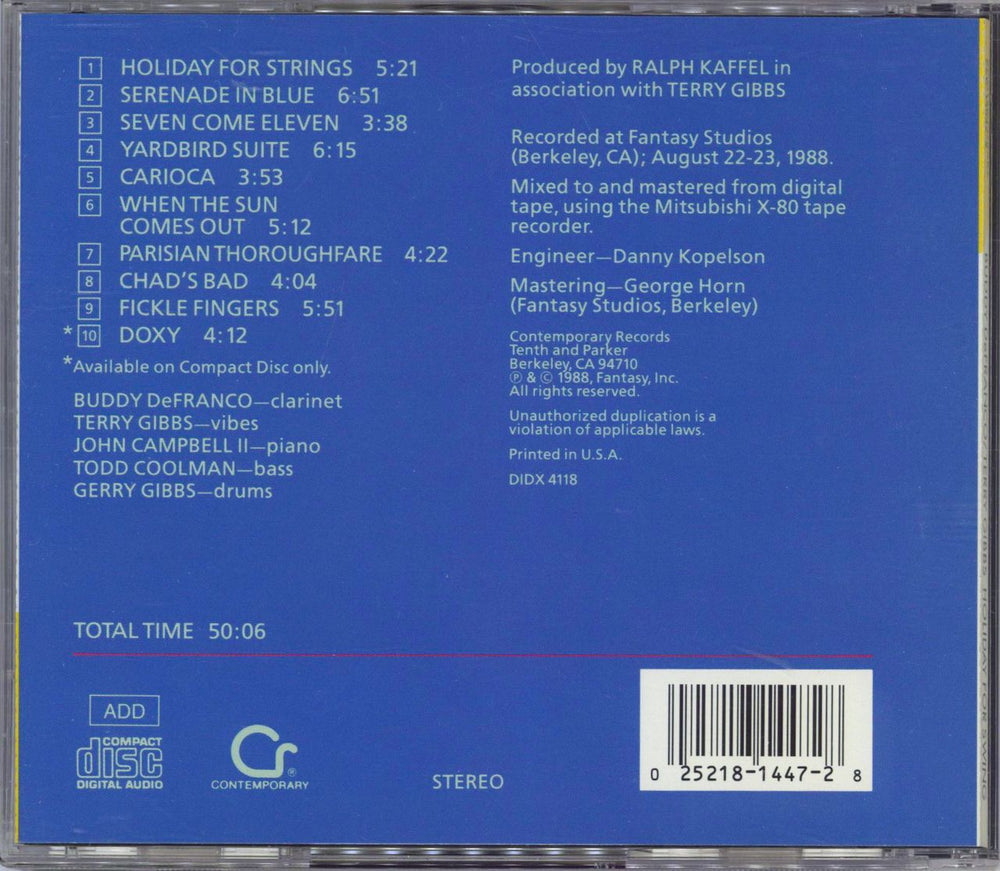 1 HOLIDAY FOR STRINGS 5:21
2 SERENADE IN BLUE 6:51
3 SEVEN COME ELEVEN 3:38
4 YARDBIRD SUITE 6:15
5 CARIOCA 3:53
6 WHEN THE SUN
COMES OUT 5:12
7 PARISIAN THOROUGHFARE 4:22
8 CHAD'S BAD 4:04
9 FICKLE FINGERS 5:51
*10 DOXY 4:12
*Available on Compact Disc only.
BUDDY DeFRANCO—clarinet
TERRY GIBBS—vibes
JOHN CAMPBELL II—piano
TODD COOLMAN—bass
GERRY GIBBS—drums
TOTAL TIME 50:06
Produced by RALPH KAFFEL in
association with TERRY GIBBS
Recorded at Fantasy Studios
(Berkeley, CA); August 22-23, 1988.
Mixed to and mastered from digital
tape, using the Mitsubishi X-80 tape
recorder.
Engineer—Danny Kopelson
Mastering—George Horn
(Fantasy Studios, Berkeley)
Contemporary Records
Tenth and Parker
Berkeley, CA 94710
℗ & © 1988, Fantasy, Inc.
All rights reserved.
Unauthorized duplication is a
violation of applicable laws.
Printed in U.S.A.
DIDX 4118
ADD
COMPACT
disc
DIGITAL AUDIO
Cr®
CONTEMPORARY
STEREO
0 25218-1447-2 8
BUDDY DeFRANCO/TERRY GIBBS HOLIDAY FOR SWING